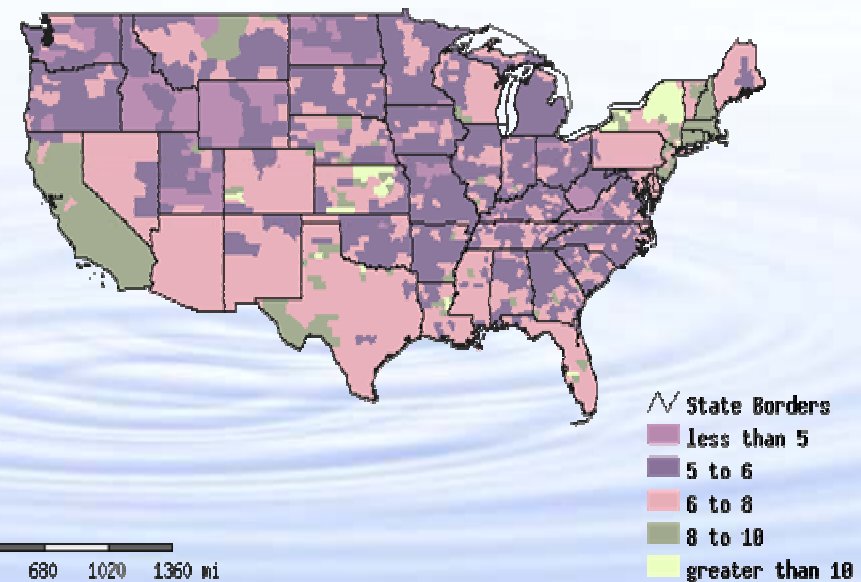 State Borders
less than 5
5 to 6
6 to 8
8 to 10
greater than 10
680 1020 1360 mi